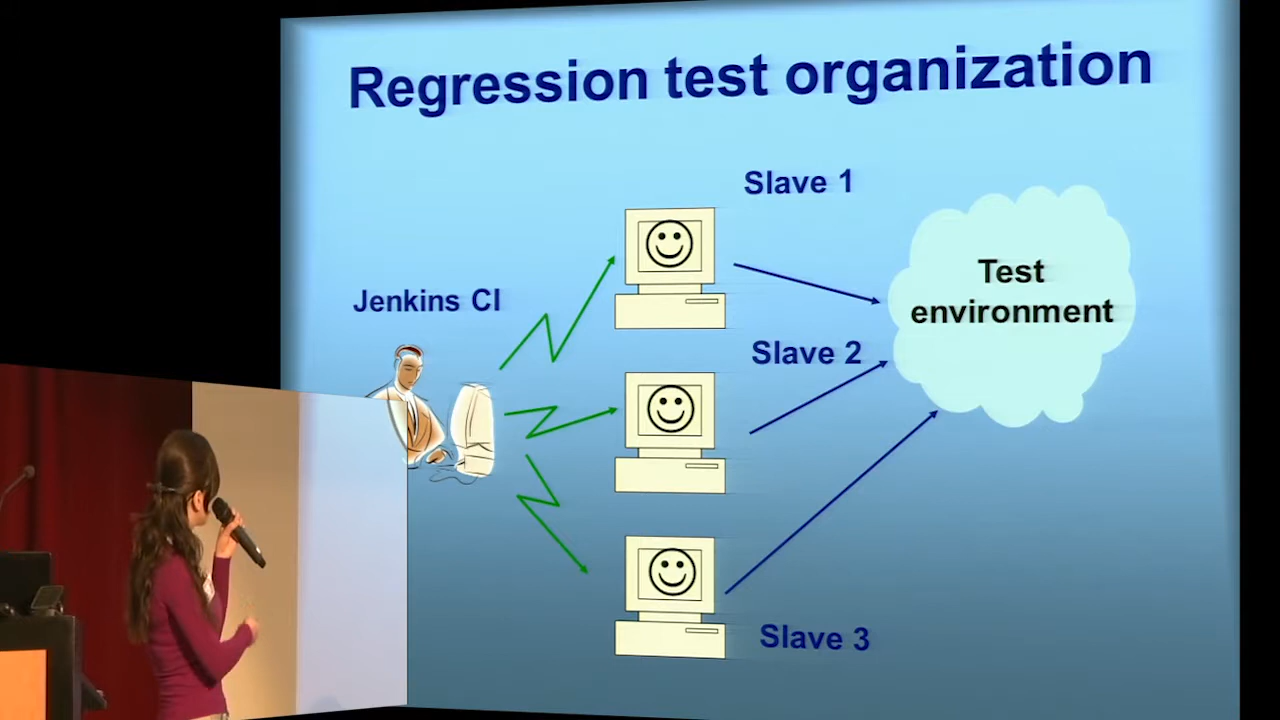 Regression test organization
Slave 1
Jenkins CI
Test
environment
Slave 2
Slave 3